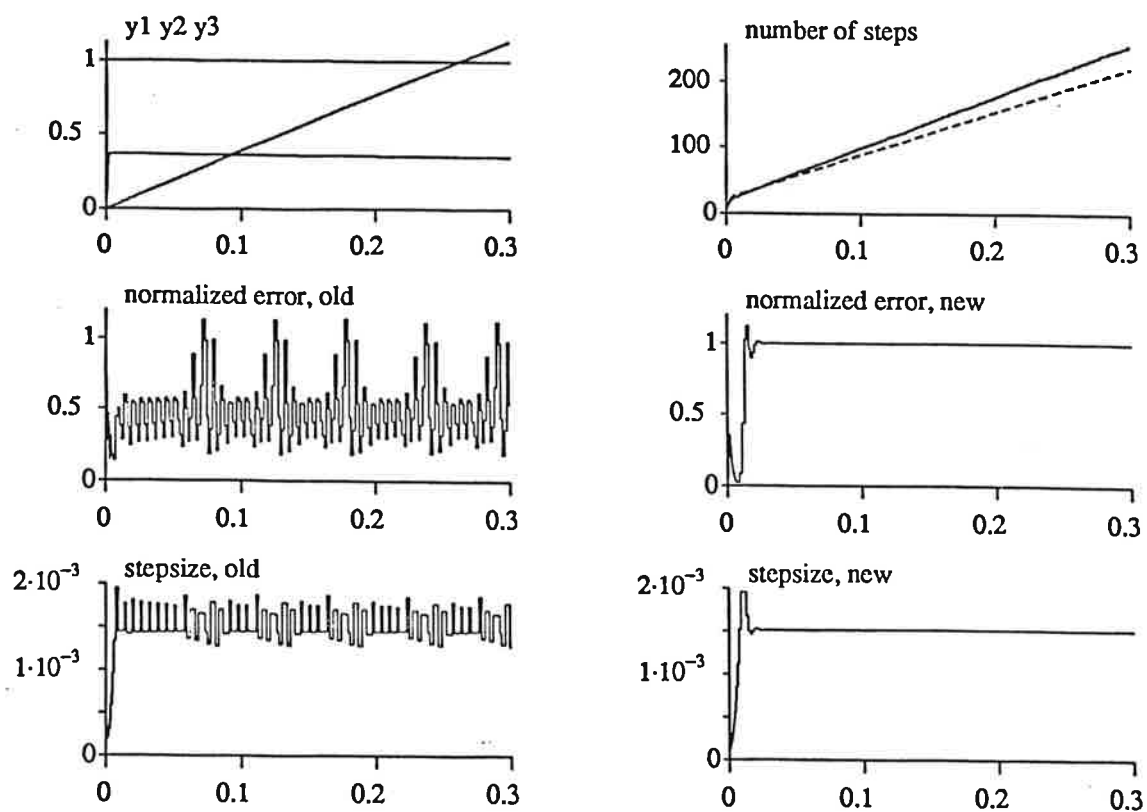 y1 y2 y3
1
0.5
0
0 0.1 0.2 0.3
number of steps
200
100
0
0 0.1 0.2 0.3
normalized error, old
1
0.5
0
0 0.1 0.2 0.3
normalized error, new
1
0.5
0
0 0.1 0.2 0.3
stepsize, old
2·10⁻³
1·10⁻³
0
0 0.1 0.2 0.3
stepsize, new
2·10⁻³
1·10⁻³
0
0 0.1 0.2 0.3